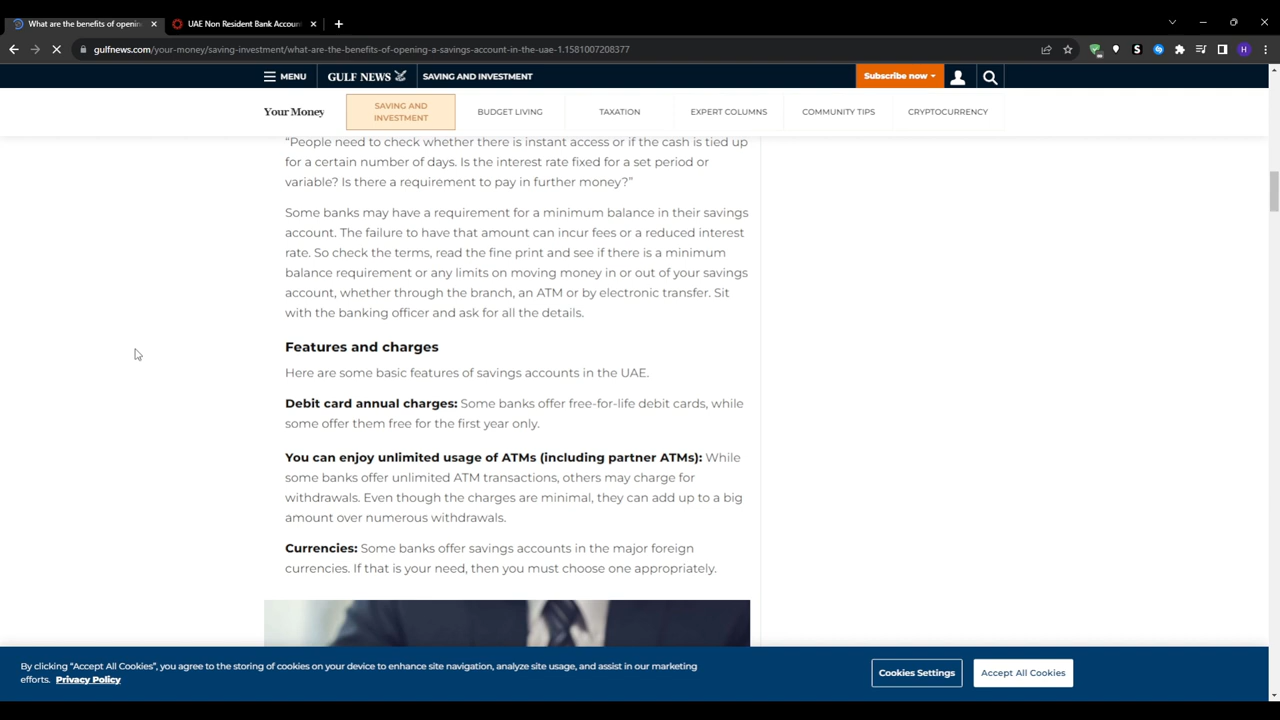 What are the benefits of openin
UAE Non Resident Bank Accoun
gulfnews.com/your-money/saving-investment/what-are-the-benefits-of-opening-a-savings-account-in-the-uae-1.1581007208377
S
H
MENU
GULF NEWS
SAVING AND INVESTMENT
Subscribe now
Your Money
SAVING AND
INVESTMENT
BUDGET LIVING
TAXATION
EXPERT COLUMNS
COMMUNITY TIPS
CRYPTOCURRENCY
“People need to check whether there is instant access or if the cash is tied up
for a certain number of days. Is the interest rate fixed for a set period or
variable? Is there a requirement to pay in further money?”
Some banks may have a requirement for a minimum balance in their savings
account. The failure to have that amount can incur fees or a reduced interest
rate. So check the terms, read the fine print and see if there is a minimum
balance requirement or any limits on moving money in or out of your savings
account, whether through the branch, an ATM or by electronic transfer. Sit
with the banking officer and ask for all the details.
Features and charges
Here are some basic features of savings accounts in the UAE.
Debit card annual charges: Some banks offer free-for-life debit cards, while
some offer them free for the first year only.
You can enjoy unlimited usage of ATMs (including partner ATMs): While
some banks offer unlimited ATM transactions, others may charge for
withdrawals. Even though the charges are minimal, they can add up to a big
amount over numerous withdrawals.
Currencies: Some banks offer savings accounts in the major foreign
currencies. If that is your need, then you must choose one appropriately.
By clicking “Accept All Cookies”, you agree to the storing of cookies on your device to enhance site navigation, analyze site usage, and assist in our marketing
efforts. Privacy Policy
Cookies Settings
Accept All Cookies